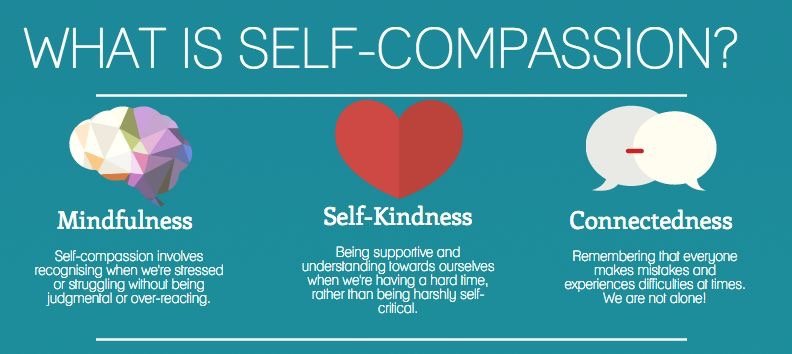 WHAT IS SELF-COMPASSION?
Mindfulness
Self-compassion involves
recognising when we're stressed
or struggling without being
judgmental or over-reacting.
Self-Kindness
Being supportive and
understanding towards ourselves
when we're having a hard time,
rather than being harshly self-
critical.
Connectedness
Remembering that everyone
makes mistakes and
experiences difficulties at times.
We are not alone!